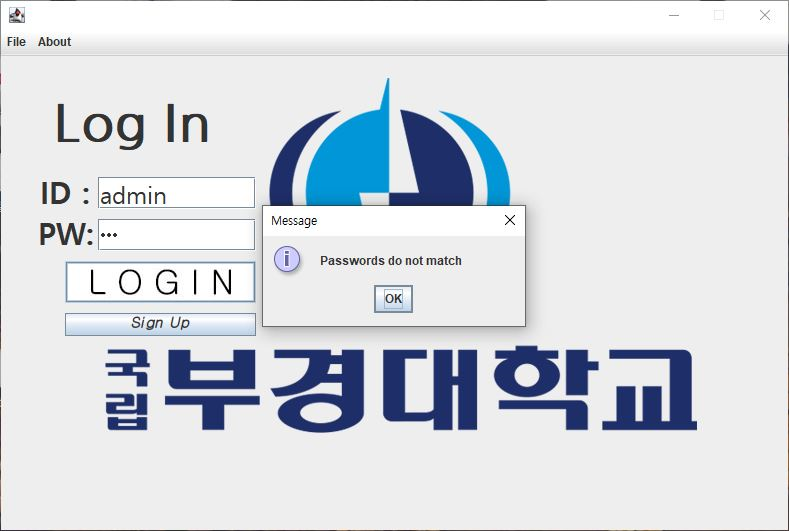 File About
Log In
ID : admin
PW: •••
LOGIN
Sign Up
Message
Passwords do not match
OK
국립 부경대학교